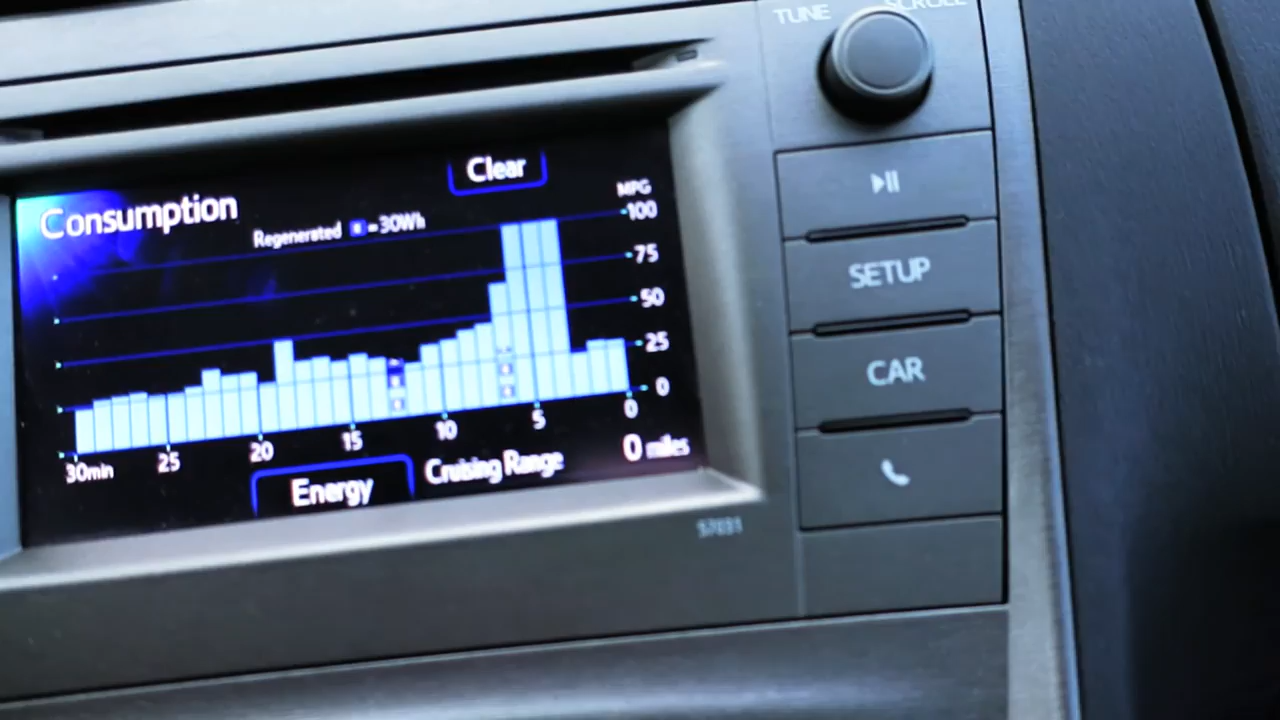 TUNE SCROLL
Clear
Consumption
MPG
Regenerated =30Wh
100
75
50
25
0
30min 25 20 15 10 5 0
Energy
Cruising Range 0 miles
SETUP
CAR